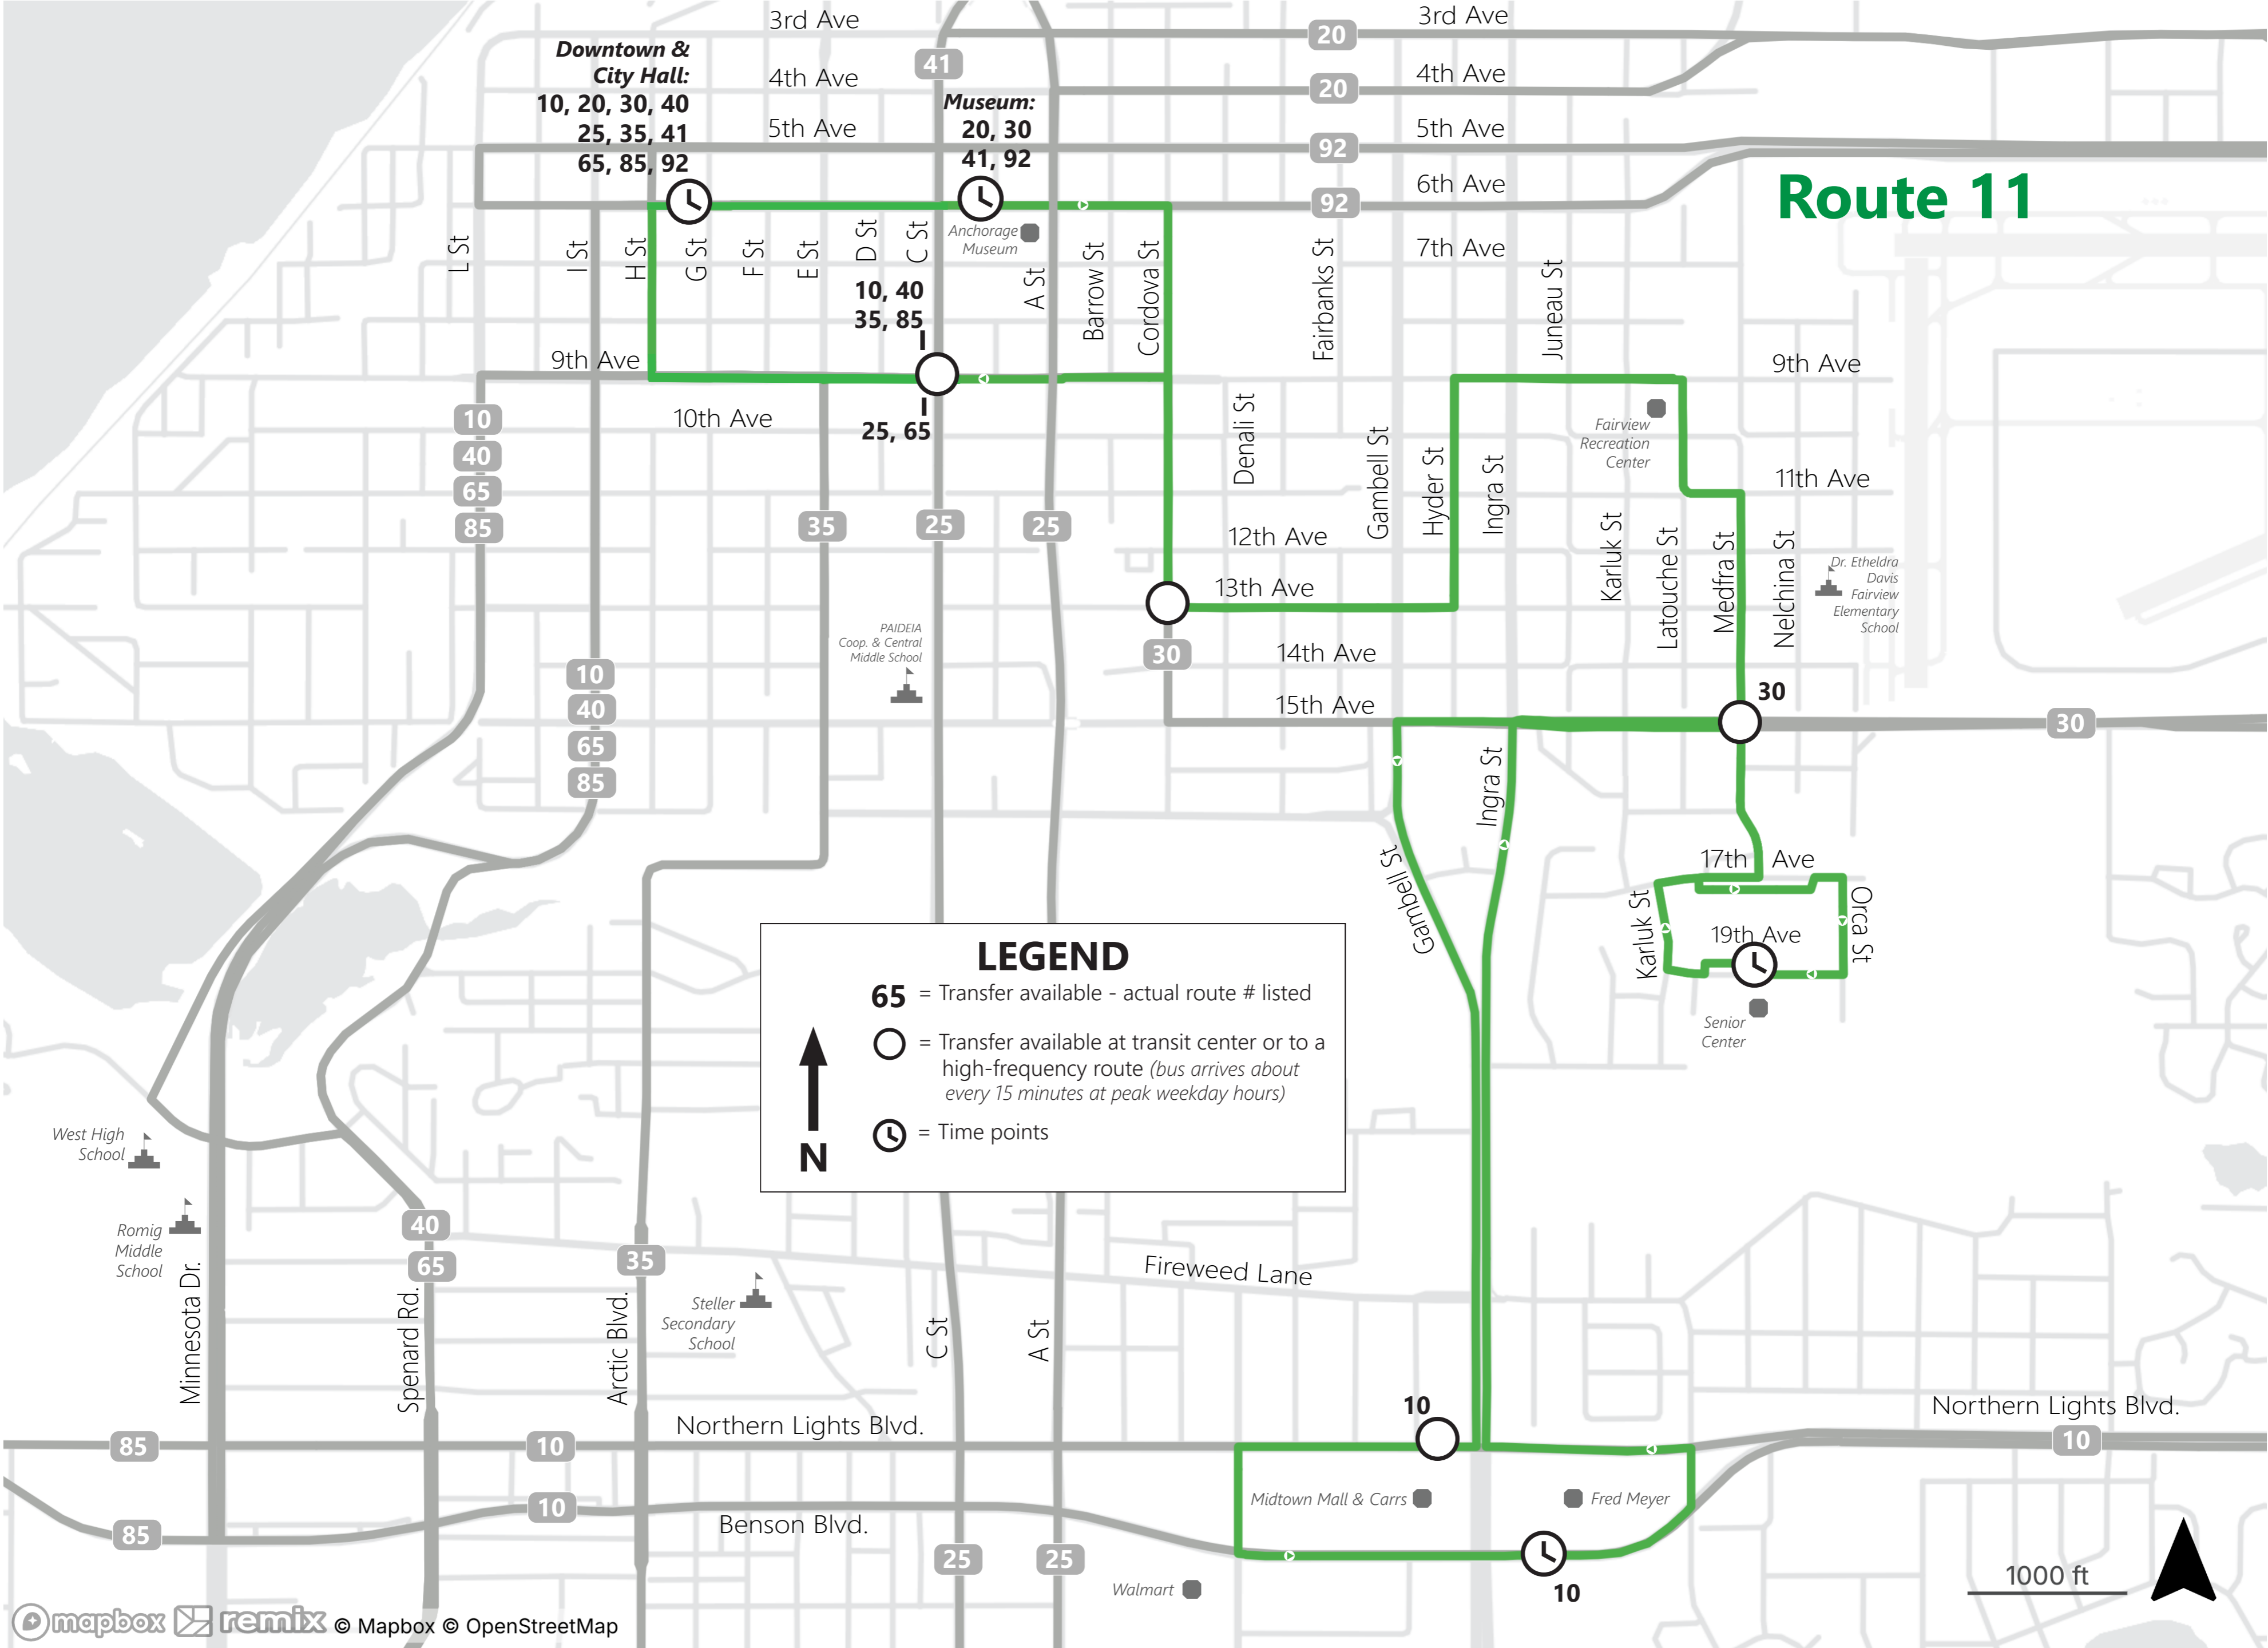 3rd Ave
3rd Ave
20
Downtown &
City Hall:
10, 20, 30, 40
25, 35, 41
65, 85, 92
41
4th Ave
4th Ave
20
Museum:
20, 30
41, 92
5th Ave
5th Ave
92
6th Ave
92
Route 11
Anchorage
Museum
7th Ave
L St
I St
H St
G St
F St
E St
D St
C St
A St
Barrow St
Cordova St
Fairbanks St
Juneau St
10, 40
35, 85
25, 65
9th Ave
9th Ave
10th Ave
Denali St
Gambell St
Hyder St
Ingra St
Fairview
Recreation
Center
11th Ave
10
40
65
85
35
25
25
12th Ave
Karluk St
Latouche St
Medfra St
Nelchina St
Dr. Etheldra
Davis
Fairview
Elementary
School
13th Ave
PAIDEIA
Coop. & Central
Middle School
30
14th Ave
10
40
65
85
15th Ave
30
30
Ingra St
Gambell St
17th Ave
Karluk St
Orca St
19th Ave
Senior
Center
LEGEND
65 = Transfer available - actual route # listed
= Transfer available at transit center or to a
high-frequency route (bus arrives about
every 15 minutes at peak weekday hours)
= Time points
N
West High
School
Romig
Middle
School
40
65
35
Steller
Secondary
School
Fireweed Lane
Minnesota Dr.
Spenard Rd.
Arctic Blvd.
C St
A St
10
Northern Lights Blvd.
Northern Lights Blvd.
85
10
10
Midtown Mall & Carrs
Fred Meyer
85
10
Benson Blvd.
25
25
Walmart
10
1000 ft
mapbox remix © Mapbox © OpenStreetMap